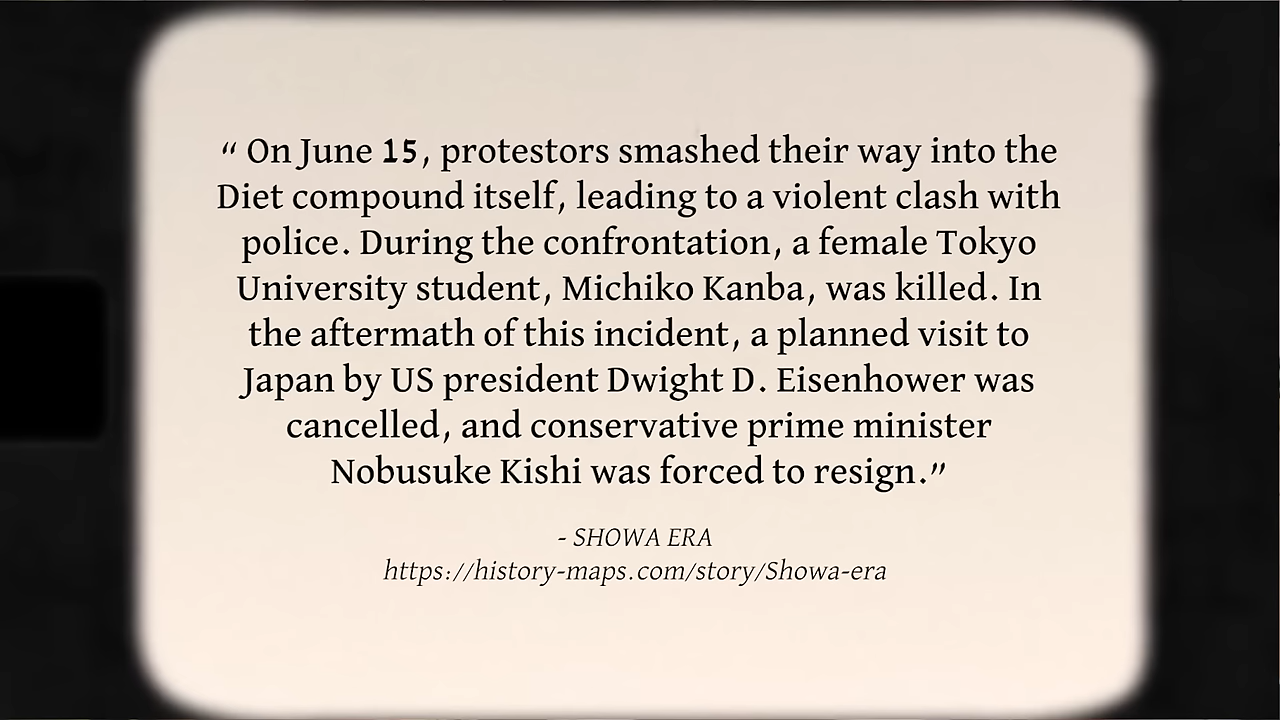 “ On June 15, protestors smashed their way into the
Diet compound itself, leading to a violent clash with
police. During the confrontation, a female Tokyo
University student, Michiko Kanba, was killed. In
the aftermath of this incident, a planned visit to
Japan by US president Dwight D. Eisenhower was
cancelled, and conservative prime minister
Nobusuke Kishi was forced to resign.”
- SHOWA ERA
https://history-maps.com/story/Showa-era